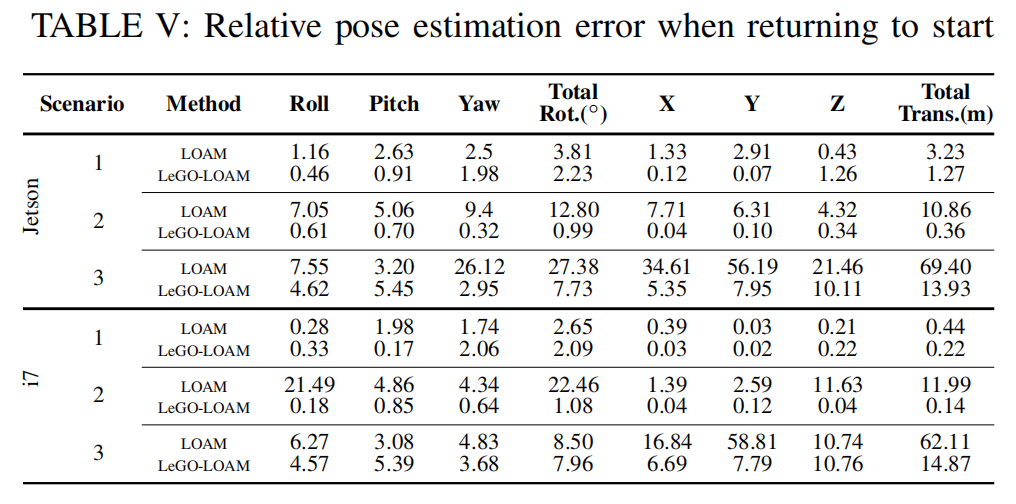 TABLE V: Relative pose estimation error when returning to start
Scenario Method Roll Pitch Yaw Total Rot.(°) X Y Z Total Trans.(m)
Jetson
1 LOAM 1.16 2.63 2.5 3.81 1.33 2.91 0.43 3.23
LeGO-LOAM 0.46 0.91 1.98 2.23 0.12 0.07 1.26 1.27
2 LOAM 7.05 5.06 9.4 12.80 7.71 6.31 4.32 10.86
LeGO-LOAM 0.61 0.70 0.32 0.99 0.04 0.10 0.34 0.36
3 LOAM 7.55 3.20 26.12 27.38 34.61 56.19 21.46 69.40
LeGO-LOAM 4.62 5.45 2.95 7.73 5.35 7.95 10.11 13.93
i7
1 LOAM 0.28 1.98 1.74 2.65 0.39 0.03 0.21 0.44
LeGO-LOAM 0.33 0.17 2.06 2.09 0.03 0.02 0.22 0.22
2 LOAM 21.49 4.86 4.34 22.46 1.39 2.59 11.63 11.99
LeGO-LOAM 0.18 0.85 0.64 1.08 0.04 0.12 0.04 0.14
3 LOAM 6.27 3.08 4.83 8.50 16.84 58.81 10.74 62.11
LeGO-LOAM 4.57 5.39 3.68 7.96 6.69 7.79 10.76 14.87